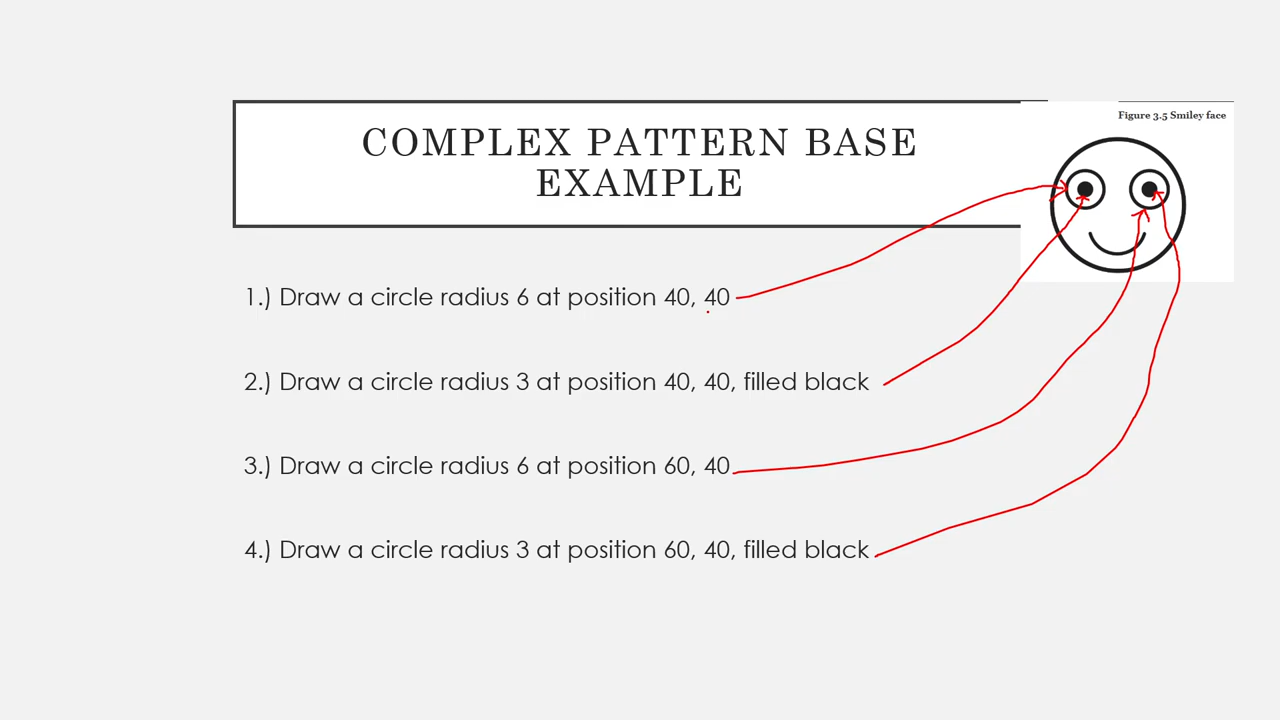 COMPLEX PATTERN BASE
EXAMPLE
Figure 3.5 Smiley face
1.) Draw a circle radius 6 at position 40, 40
2.) Draw a circle radius 3 at position 40, 40, filled black
3.) Draw a circle radius 6 at position 60, 40
4.) Draw a circle radius 3 at position 60, 40, filled black